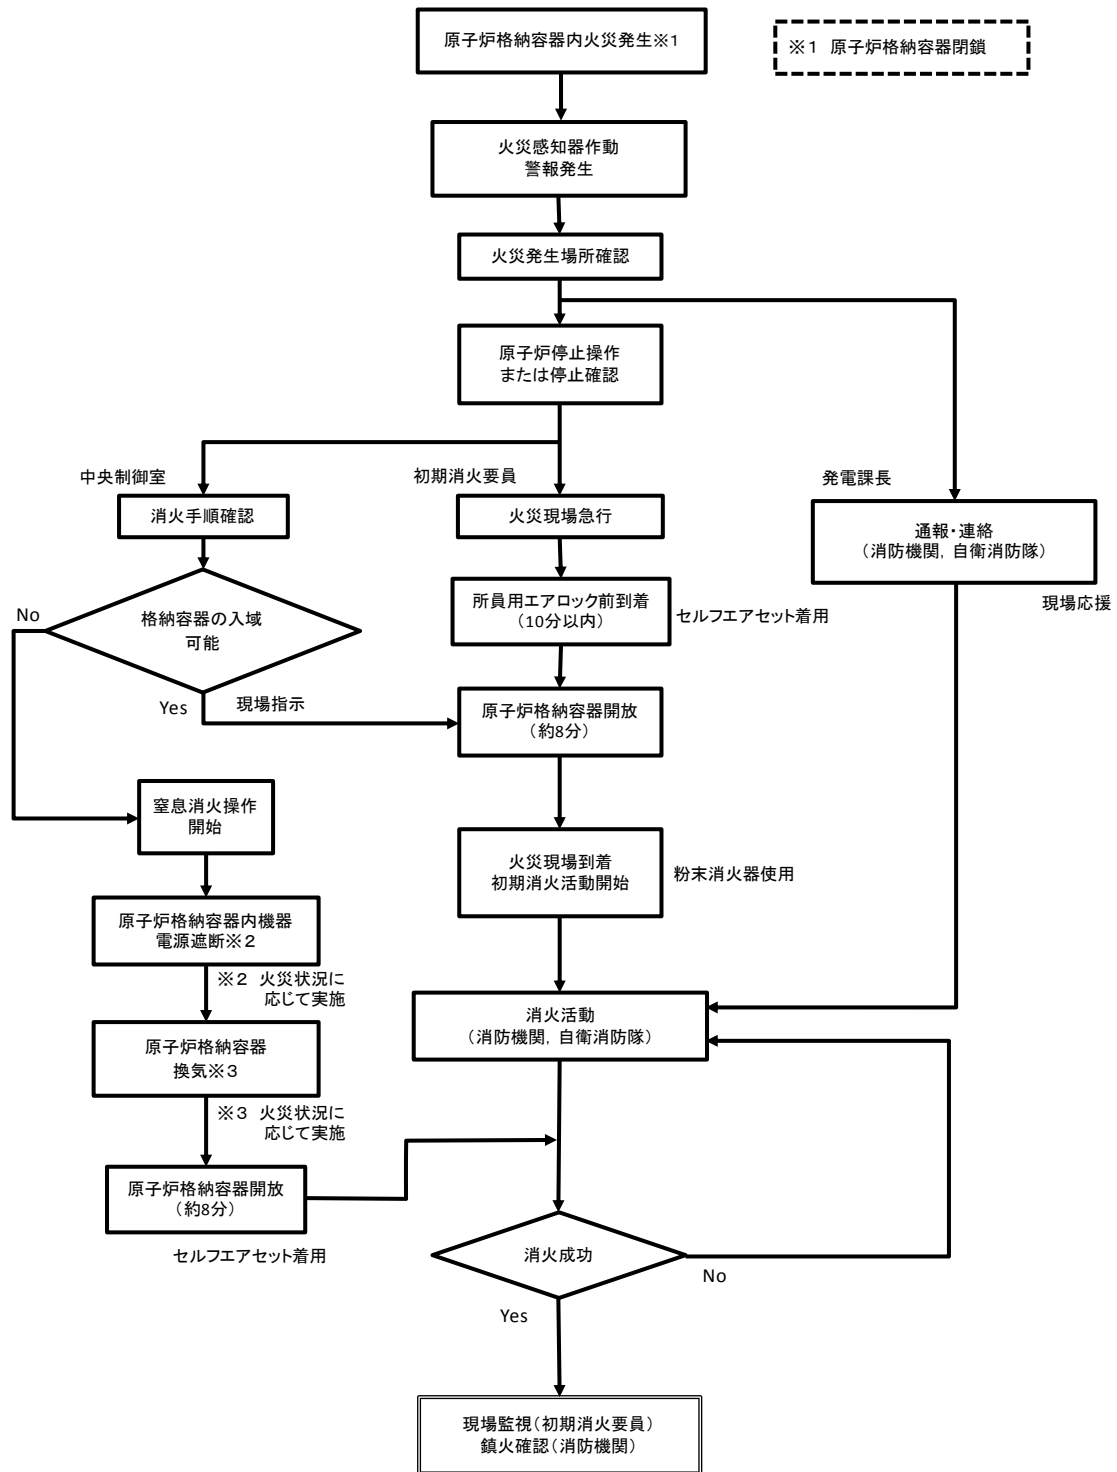 原子炉格納容器内火災発生※1
※1 原子炉格納容器閉鎖
火災感知器作動
警報発生
火災発生場所確認
原子炉停止操作
または停止確認
中央制御室
初期消火要員
発電課長
消火手順確認
火災現場急行
通報・連絡
（消防機関，自衛消防隊）
現場応援
No
格納容器の入域
可能
所員用エアロック前到着
（10分以内）
セルフエアセット着用
Yes
現場指示
原子炉格納容器開放
（約8分）
窒息消火操作
開始
火災現場到着
初期消火活動開始
粉末消火器使用
原子炉格納容器内機器
電源遮断※２
※２ 火災状況に
応じて実施
消火活動
（消防機関，自衛消防隊）
原子炉格納容器
換気※３
※３ 火災状況に
応じて実施
原子炉格納容器開放
（約8分）
セルフエアセット着用
消火成功
No
Yes
現場監視（初期消火要員）
鎮火確認（消防機関）